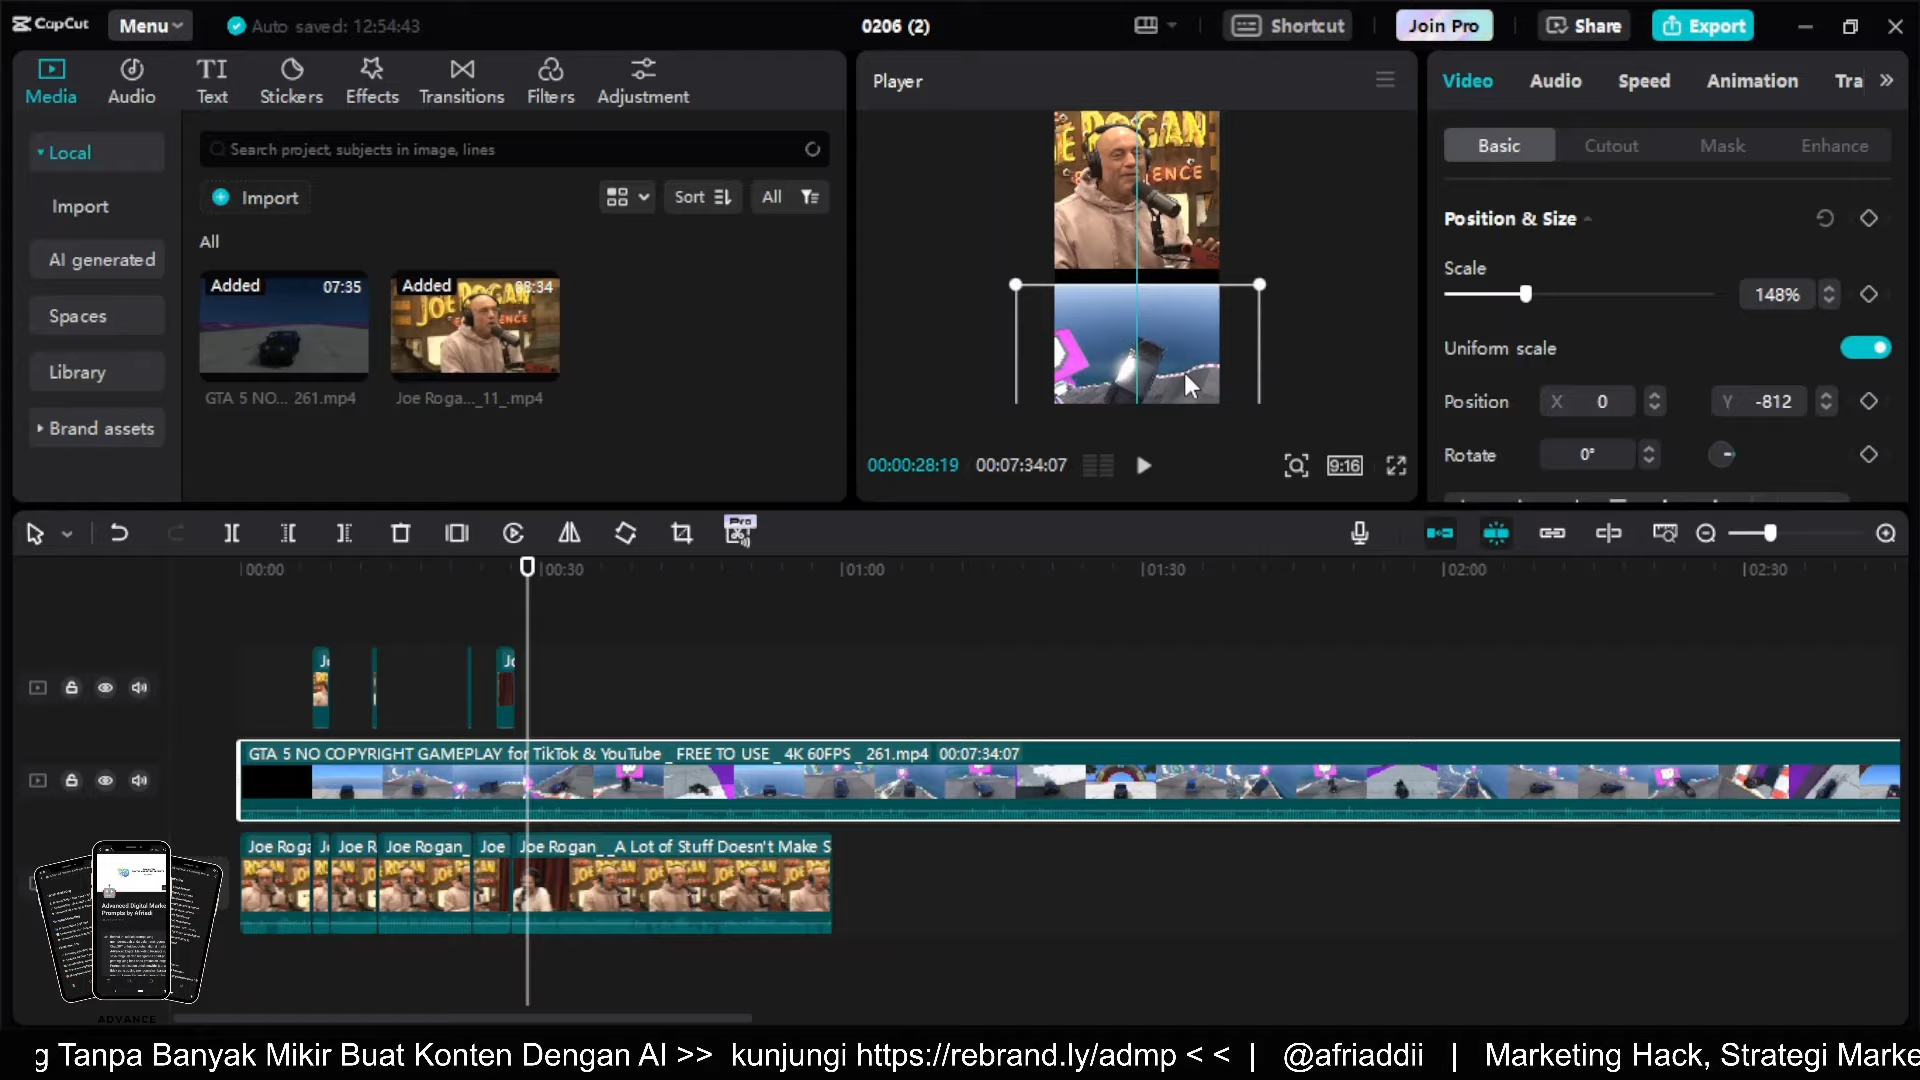 CapCut Menu Auto saved: 12:54:43 0206 (2) Shortcut Join Pro Share Export
Media Audio Text Stickers Effects Transitions Filters Adjustment
Player
Video Audio Speed Animation Tra
Local
Import
AI generated
Spaces
Library
Brand assets
Search project, subjects in image, lines
Import
Sort All
All
Added 07:35
GTA 5 NO... 261.mp4
Added 08:34
Joe Roga..._11_.mp4
JOE ROGAN
EXPERIENCE
00:00:28:19 00:07:34:07 9:16
Basic Cutout Mask Enhance
Position & Size
Scale
148%
Uniform scale
Position X 0 Y -812
Rotate 0°
Pro
00:00 00:30 01:00 01:30 02:00 02:30
GTA 5 NO COPYRIGHT GAMEPLAY for TikTok & YouTube _ FREE TO USE _ 4K 60FPS _ 261.mp4 00:07:34:07
Joe Roga Joe R Joe Rogan_ Joe Joe Rogan_ _A Lot of Stuff Doesn't Make S
Advanced Digital Marke
Prompts by Afriadi
ADVANCE
g Tanpa Banyak Mikir Buat Konten Dengan AI >> kunjungi https://rebrand.ly/admp < < | @afriaddii | Marketing Hack, Strategi Marke